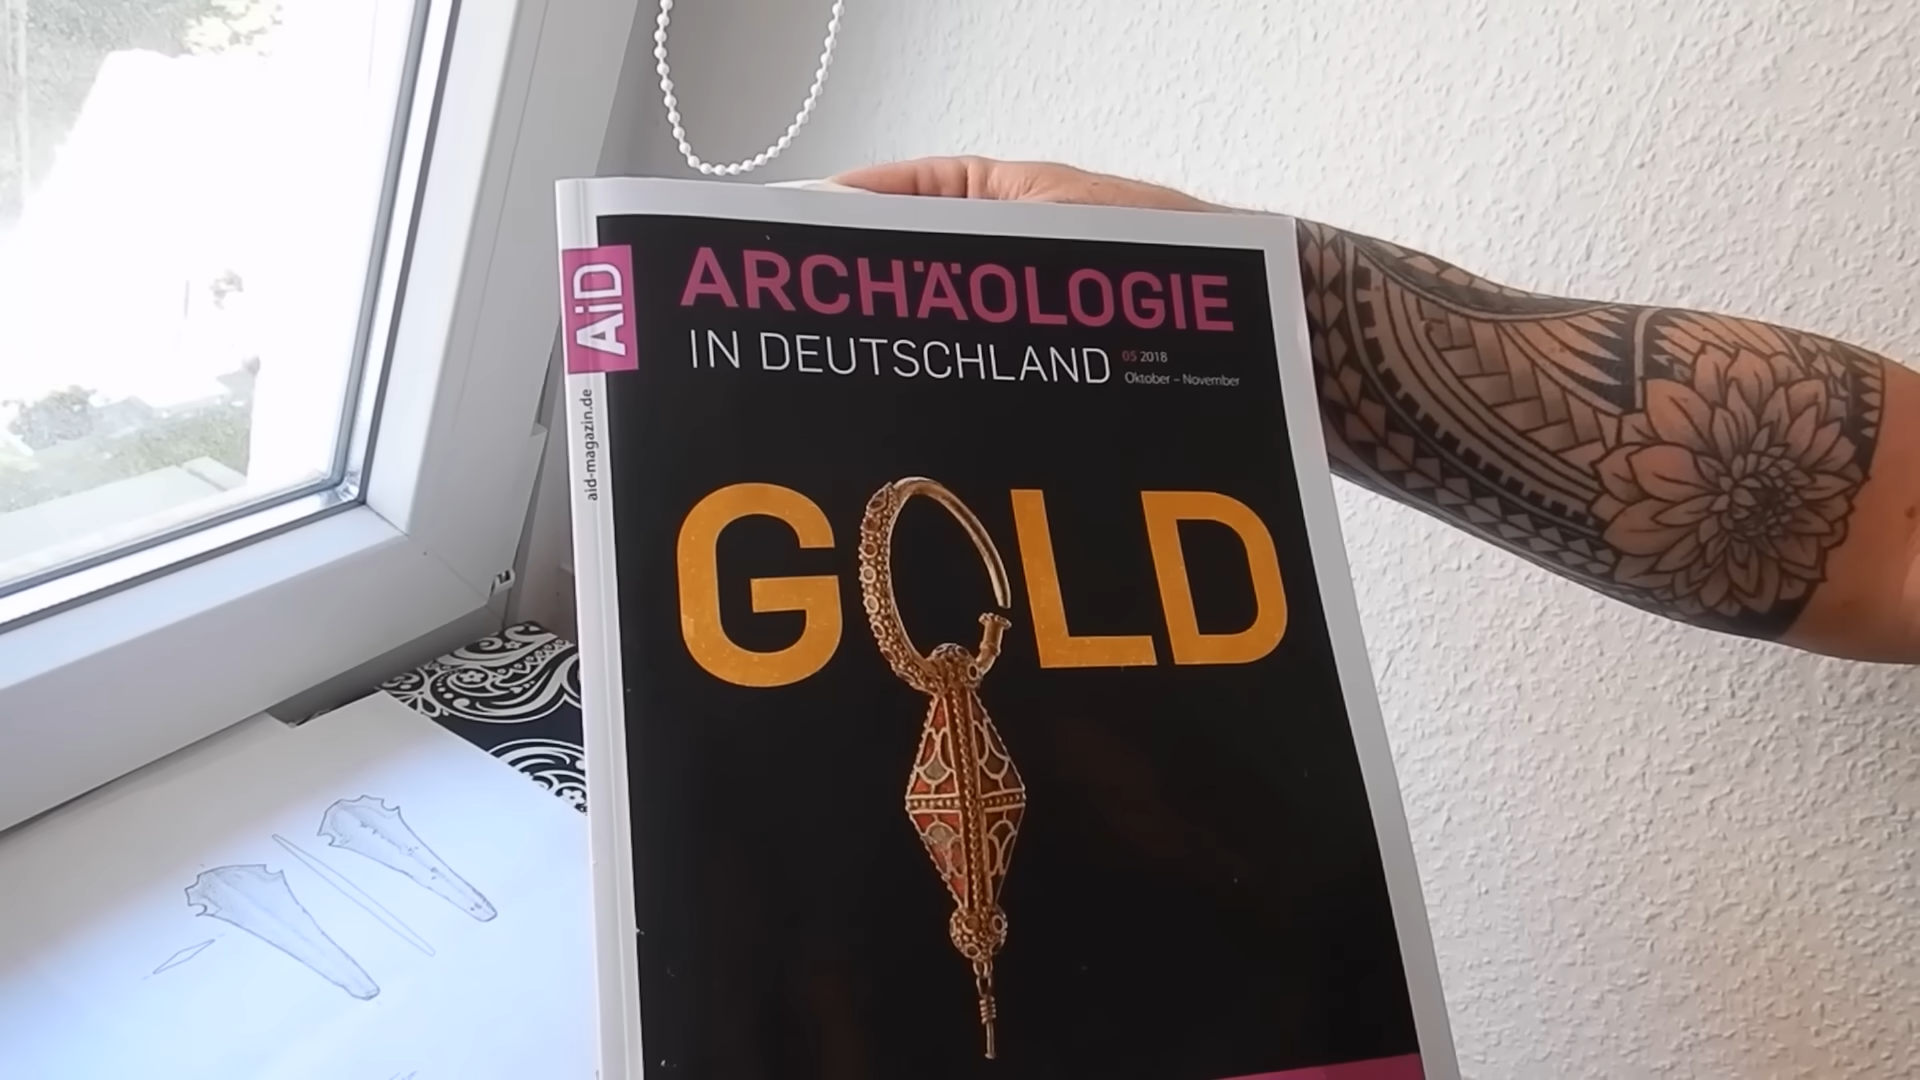 AiD
ARCHÄOLOGIE
IN DEUTSCHLAND
05 2018
Oktober – November
aid-magazin.de
GOLD